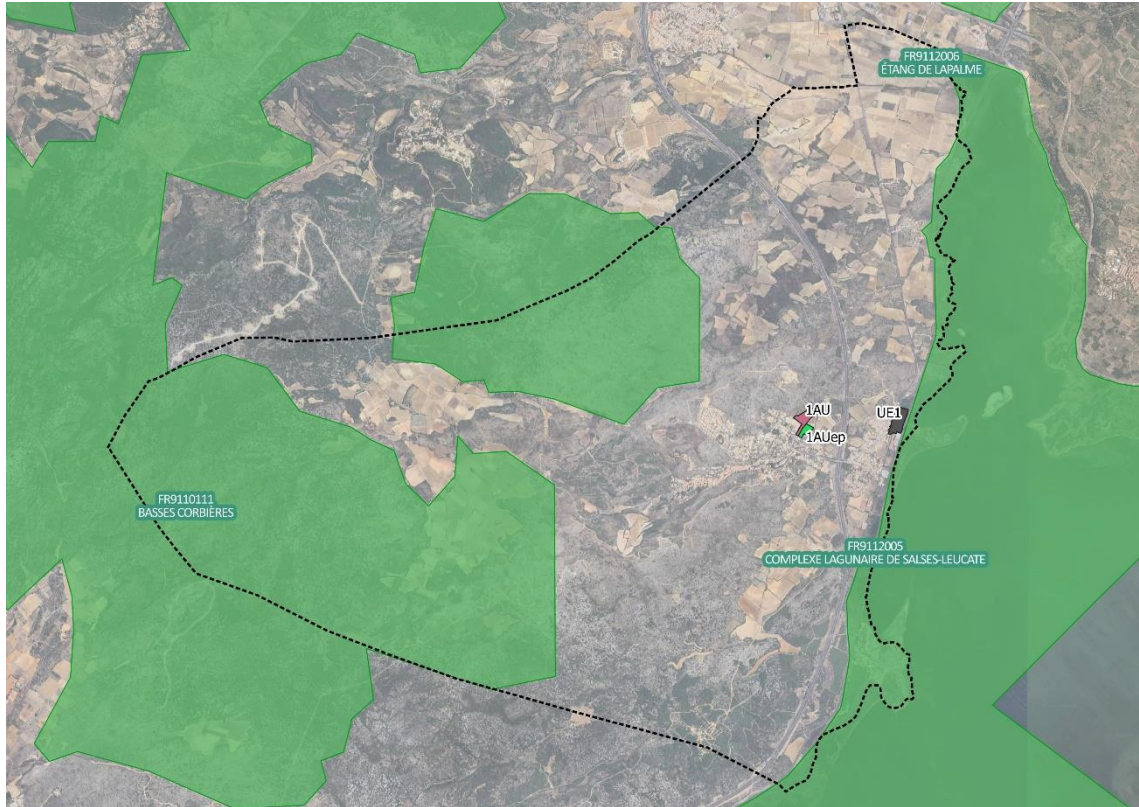 FR9112006
ÉTANG DE LAPALME
1AU
UE1
1AUep
FR9110111
BASSES CORBIÈRES
FR9112005
COMPLEXE LAGUNAIRE DE SALSES-LEUCATE